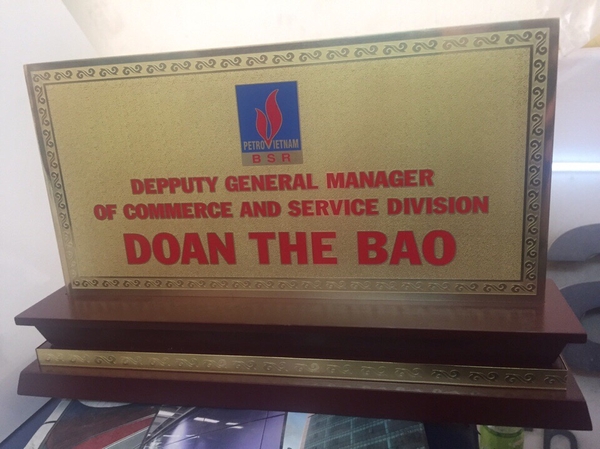 PETROVIETNAM
BSR
DEPPUTY GENERAL MANAGER
OF COMMERCE AND SERVICE DIVISION
DOAN THE BAO